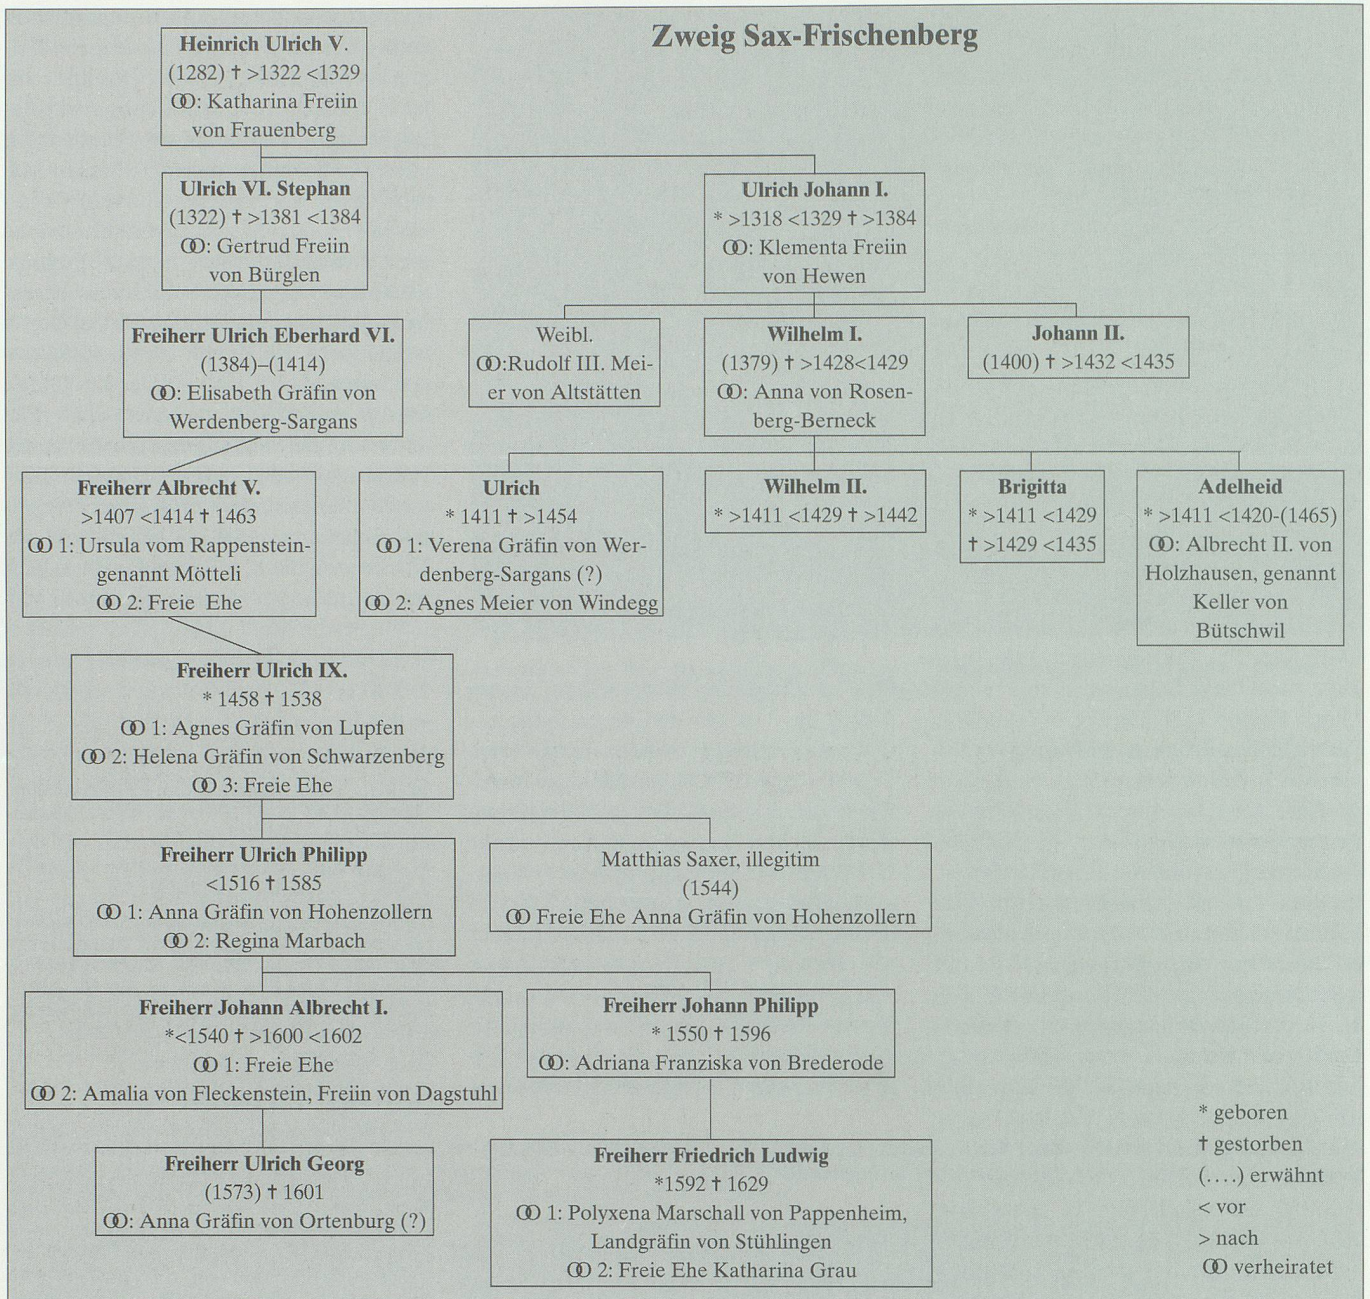 Zweig Sax-Frischenberg
Heinrich Ulrich V.
(1282) † >1322 <1329
⚭: Katharina Freiin
von Frauenberg
Ulrich VI. Stephan
(1322) † >1381 <1384
⚭: Gertrud Freiin
von Bürglen
Ulrich Johann I.
* >1318 <1329 † >1384
⚭: Klementa Freiin
von Hewen
Freiherr Ulrich Eberhard VI.
(1384)–(1414)
⚭: Elisabeth Gräfin von
Werdenberg-Sargans
Weibl.
⚭:Rudolf III. Mei-
er von Altstätten
Wilhelm I.
(1379) † >1428<1429
⚭: Anna von Rosen-
berg-Berneck
Johann II.
(1400) † >1432 <1435
Freiherr Albrecht V.
>1407 <1414 † 1463
⚭ 1: Ursula vom Rappenstein-
genannt Mötteli
⚭ 2: Freie Ehe
Ulrich
* 1411 † >1454
⚭ 1: Verena Gräfin von Wer-
denberg-Sargans (?)
⚭ 2: Agnes Meier von Windegg
Wilhelm II.
* >1411 <1429 † >1442
Brigitta
* >1411 <1429
† >1429 <1435
Adelheid
* >1411 <1420-(1465)
⚭: Albrecht II. von
Holzhausen, genannt
Keller von
Bütschwil
Freiherr Ulrich IX.
* 1458 † 1538
⚭ 1: Agnes Gräfin von Lupfen
⚭ 2: Helena Gräfin von Schwarzenberg
⚭ 3: Freie Ehe
Freiherr Ulrich Philipp
<1516 † 1585
⚭ 1: Anna Gräfin von Hohenzollern
⚭ 2: Regina Marbach
Matthias Saxer, illegitim
(1544)
⚭ Freie Ehe Anna Gräfin von Hohenzollern
Freiherr Johann Albrecht I.
*<1540 † >1600 <1602
⚭ 1: Freie Ehe
⚭ 2: Amalia von Fleckenstein, Freiin von Dagstuhl
Freiherr Johann Philipp
* 1550 † 1596
⚭: Adriana Franziska von Brederode
Freiherr Ulrich Georg
(1573) † 1601
⚭: Anna Gräfin von Ortenburg (?)
Freiherr Friedrich Ludwig
*1592 † 1629
⚭ 1: Polyxena Marschall von Pappenheim,
Landgräfin von Stühlingen
⚭ 2: Freie Ehe Katharina Grau
* geboren
† gestorben
(....) erwähnt
< vor
> nach
⚭ verheiratet